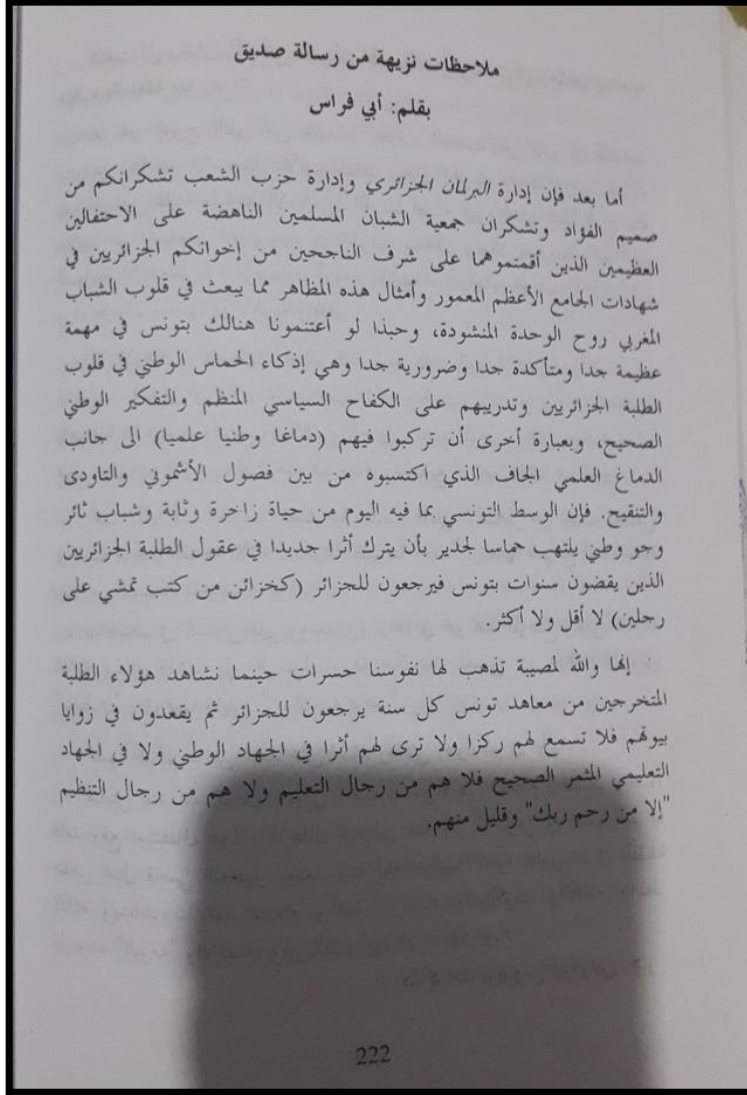 ملاحظات نزيهة من رسالة صديق
بقلم: أبي فراس
أما بعد فإن إدارة البرلمان الجزائري وإدارة حزب الشعب تشكرانكم من
صميم الفؤاد وتشكران جمعية الشبان المسلمين الناهضة على الاحتفالين
العظيمين الذين أقمتموهما على شرف الناجحين من إخوانكم الجزائريين في
شهادات الجامع الأعظم المعمور وأمثال هذه المظاهر مما يبعث في قلوب الشباب
المغربي روح الوحدة المنشودة، وحبذا لو أعتنمونا هنالك بتونس في مهمة
عظيمة جدا ومتأكدة جدا وضرورية جدا وهي إذكاء الحماس الوطني في قلوب
الطلبة الجزائريين وتدريبهم على الكفاح السياسي المنظم والتفكير الوطني
الصحيح، وبعبارة أخرى أن تركبوا فيهم (دماغا وطنيا علميا) الى جانب
الدماغ العلمي الجاف الذي اكتسبوه من بين فصول الأشموني والتاودى
والتنقيح. فإن الوسط التونسي بما فيه اليوم من حياة زاخرة وثابة وشباب ثائر
وجو وطني يلتهب حماسا لجدير بأن يترك أثرا جديدا في عقول الطلبة الجزائريين
الذين يقضون سنوات بتونس فيرجعون للجزائر (كخزائن من كتب تمشي على
رجلين) لا أقل ولا أكثر.
إنها والله لمصيبة تذهب لها نفوسنا حسرات حينما نشاهد هؤلاء الطلبة
المتخرجين من معاهد تونس كل سنة يرجعون للجزائر ثم يقعدون في زوايا
بيوتهم فلا تسمع لهم ركزا ولا ترى لهم أثرا في الجهاد الوطني ولا في الجهاد
التعليمي المثمر الصحيح فلا هم من رجال التعليم ولا هم من رجال التنظيم
"إلا من رحم ربك" وقليل منهم.
222